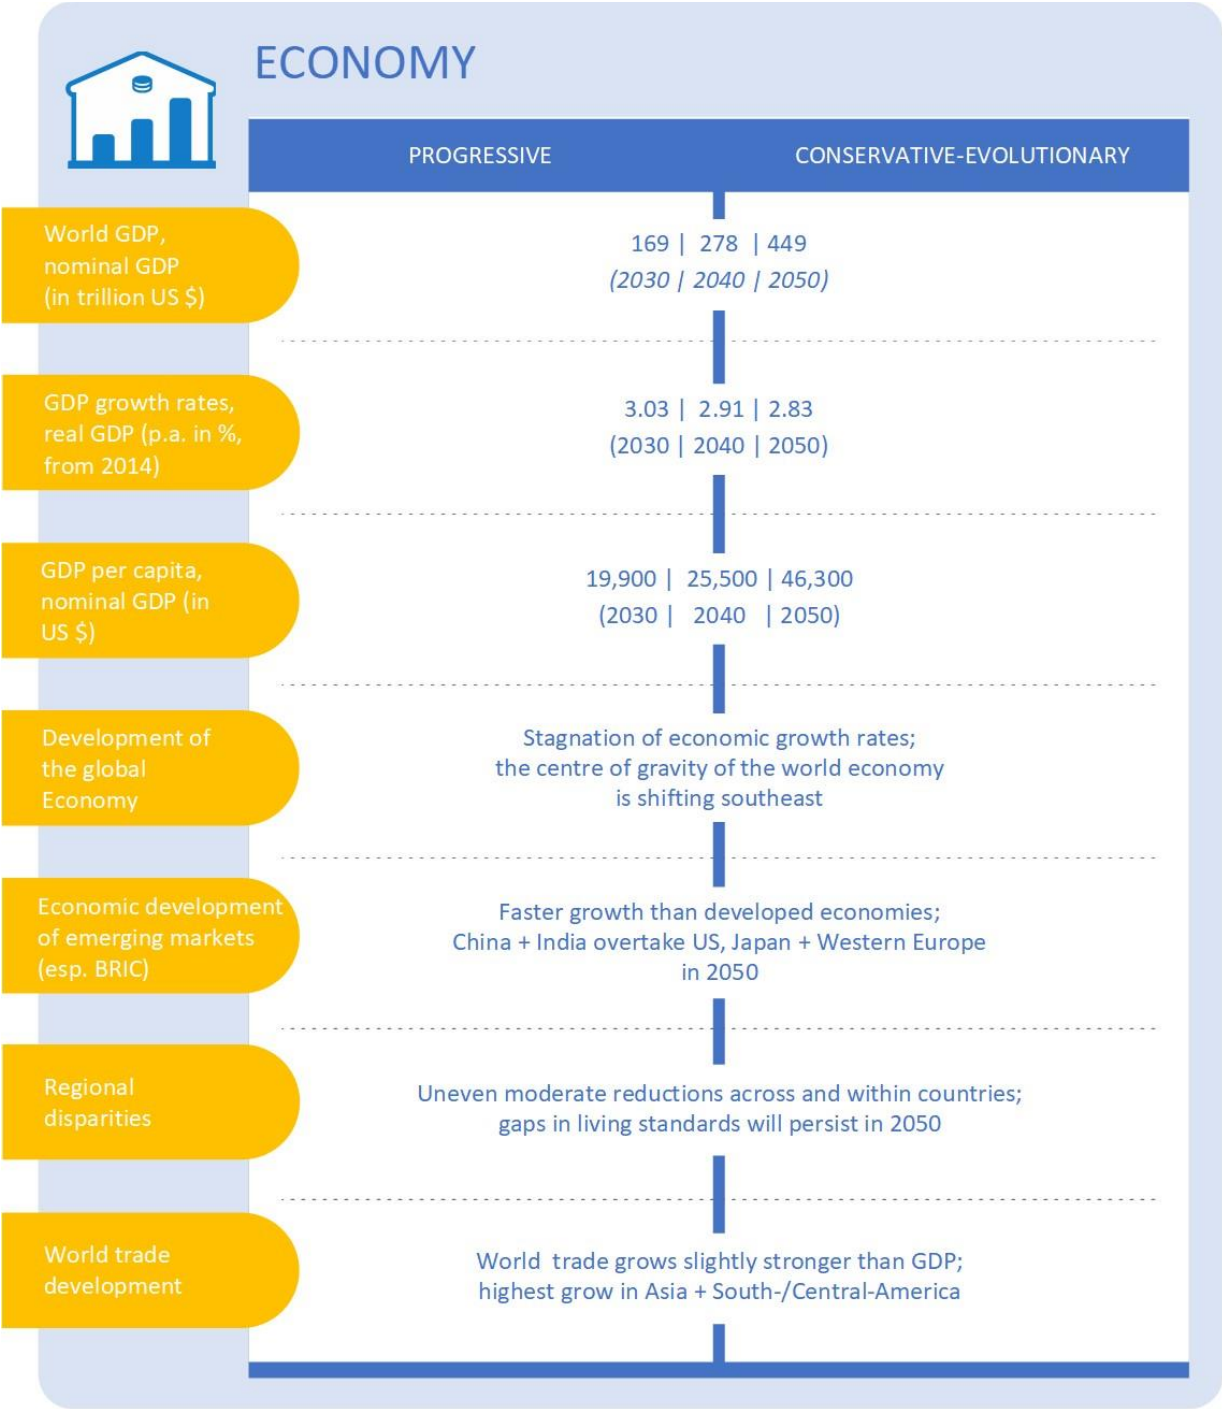 ECONOMY
PROGRESSIVE CONSERVATIVE-EVOLUTIONARY
World GDP,
nominal GDP
(in trillion US $)
169 | 278 | 449
(2030 | 2040 | 2050)
GDP growth rates,
real GDP (p.a. in %,
from 2014)
3.03 | 2.91 | 2.83
(2030 | 2040 | 2050)
GDP per capita,
nominal GDP (in
US $)
19,900 | 25,500 | 46,300
(2030 | 2040 | 2050)
Development of
the global
Economy
Stagnation of economic growth rates;
the centre of gravity of the world economy
is shifting southeast
Economic development
of emerging markets
(esp. BRIC)
Faster growth than developed economies;
China + India overtake US, Japan + Western Europe
in 2050
Regional
disparities
Uneven moderate reductions across and within countries;
gaps in living standards will persist in 2050
World trade
development
World trade grows slightly stronger than GDP;
highest grow in Asia + South-/Central-America